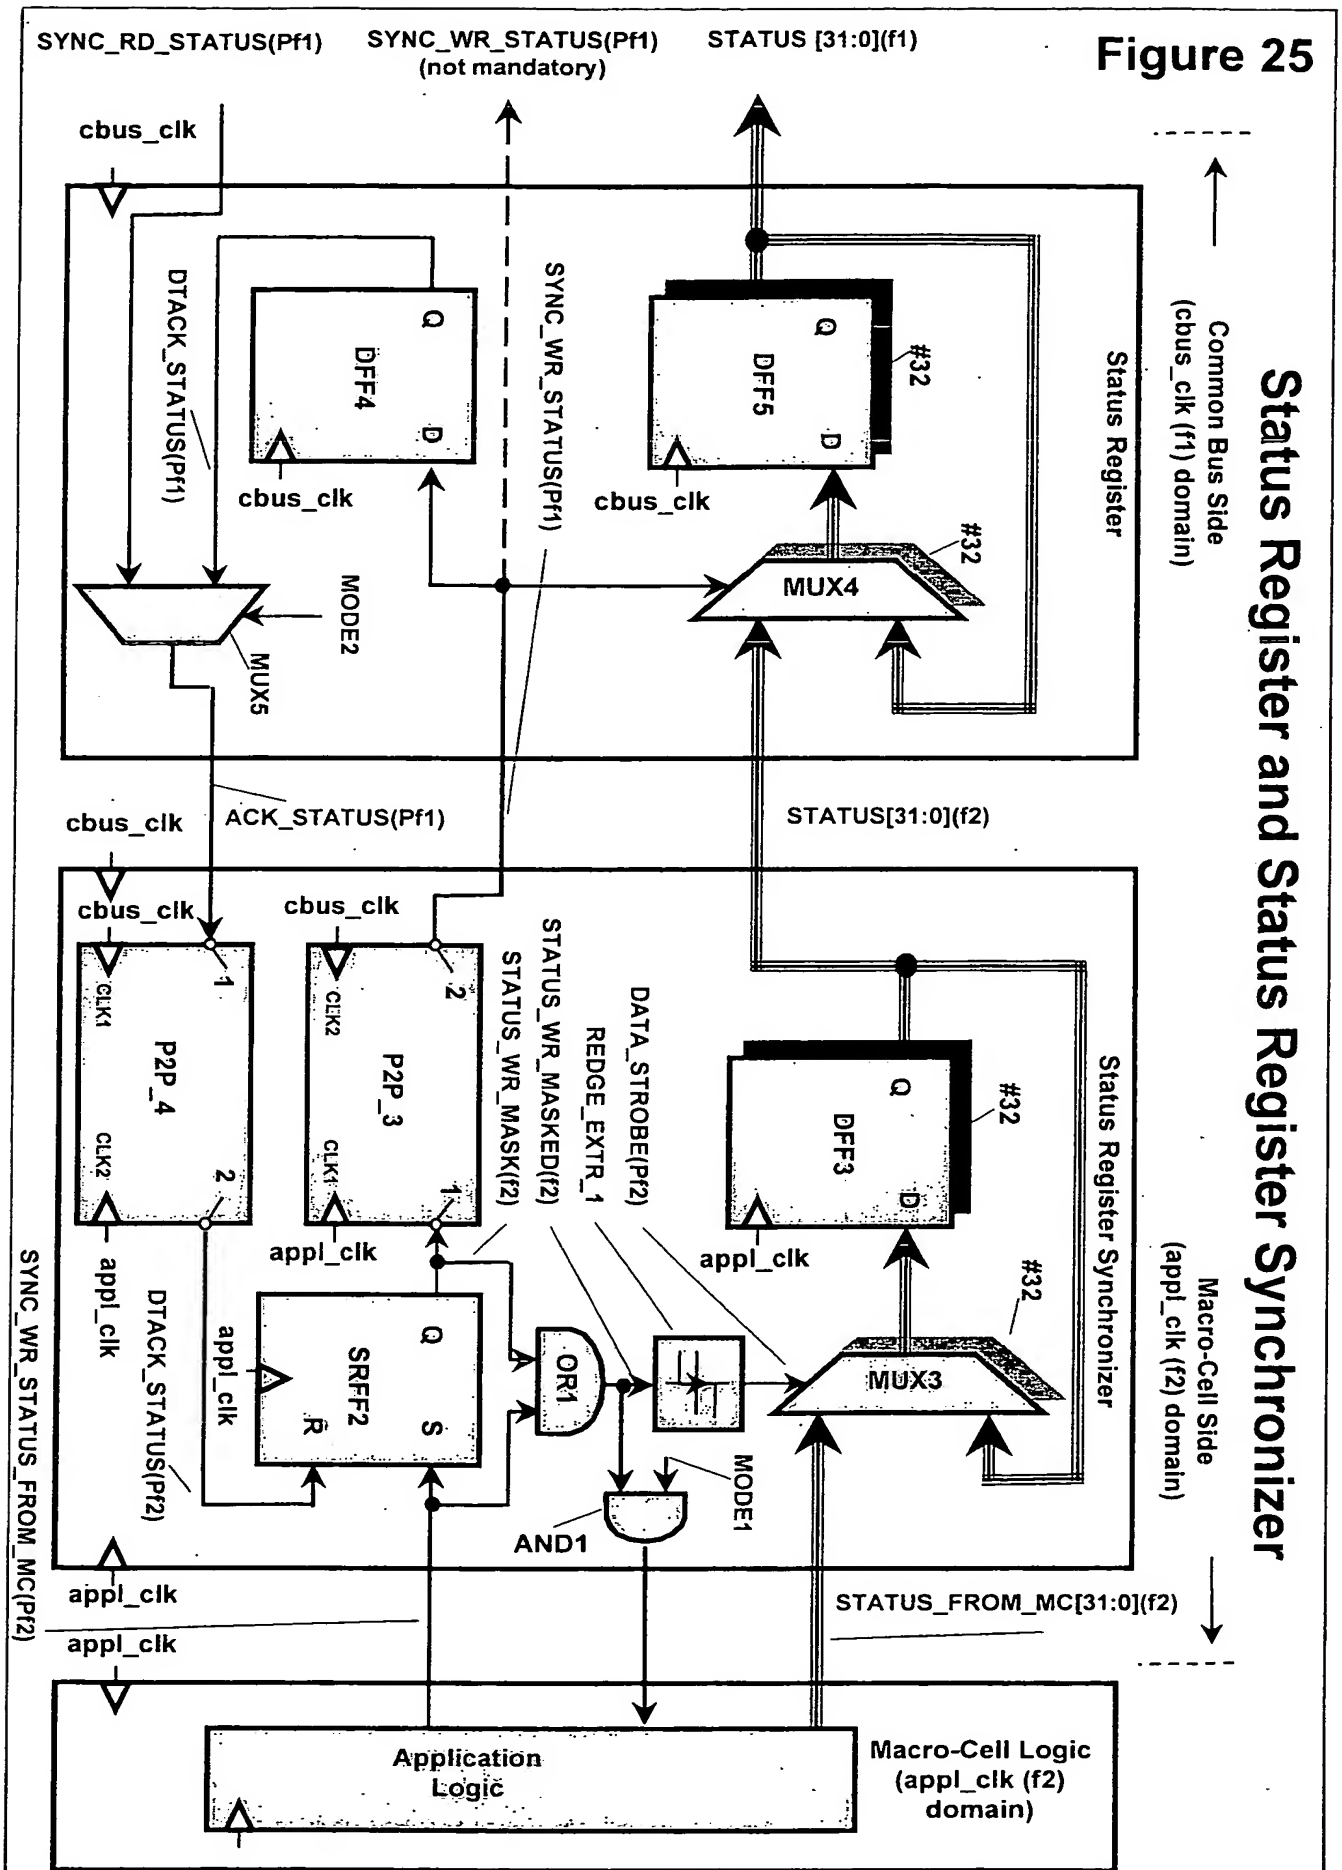 Figure 25
Status Register and Status Register Synchronizer
SYNC_RD_STATUS(Pf1)
SYNC_WR_STATUS(Pf1)
(not mandatory)
STATUS [31:0](f1)
Common Bus Side
(cbus_clk (f1) domain)
cbus_clk
Status Register
DTACK_STATUS(Pf1)
Q
DFF4
D
cbus_clk
SYNC_WR_STATUS(Pf1)
Q
DFF5
D
#32
cbus_clk
#32
MUX4
MODE2
MUX5
cbus_clk
ACK_STATUS(Pf1)
STATUS[31:0](f2)
Status Register Synchronizer
Macro-Cell Side
(appl_clk (f2) domain)
cbus_clk
1
CLK1
P2P_4
CLK2
2
appl_clk
cbus_clk
2
CLK2
P2P_3
CLK1
1
appl_clk
STATUS_WR_MASK(f2)
STATUS_WR_MASKED(f2)
REDGE_EXTR_1
DATA_STROBE(Pf2)
Q
DFF3
D
#32
appl_clk
#32
MUX3
DTACK_STATUS(Pf2)
appl_clk
Q
SRFF2
R
S
OR1
MODE1
AND1
SYNC_WR_STATUS_FROM_MC(Pf2)
appl_clk
appl_clk
STATUS_FROM_MC[31:0](f2)
Application
Logic
Macro-Cell Logic
(appl_clk (f2)
domain)